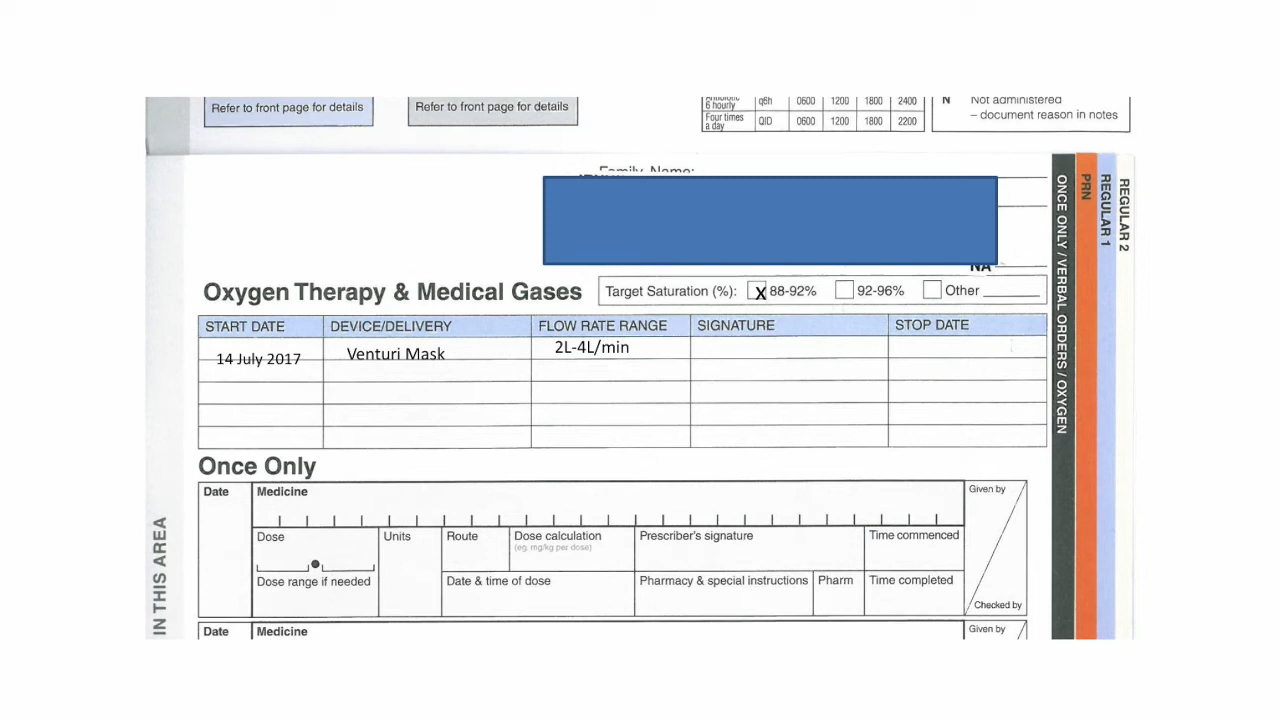 Refer to front page for details
Refer to front page for details
6 hourly q6h 0600 1200 1800 2400
Four times a day QID 0600 1200 1800 2200
N Not administered
– document reason in notes
Family Name:
NA
Oxygen Therapy & Medical Gases
Target Saturation (%): X 88-92% 92-96% Other
START DATE DEVICE/DELIVERY FLOW RATE RANGE SIGNATURE STOP DATE
14 July 2017 Venturi Mask 2L-4L/min
Once Only
Date Medicine Given by
Dose Units Route Dose calculation Prescriber's signature Time commenced
(eg. mg/kg per dose)
Dose range if needed Date & time of dose Pharmacy & special instructions Pharm Time completed
Checked by
Date Medicine Given by
IN THIS AREA
ONCE ONLY / VERBAL ORDERS / OXYGEN
PRN
REGULAR 1
REGULAR 2